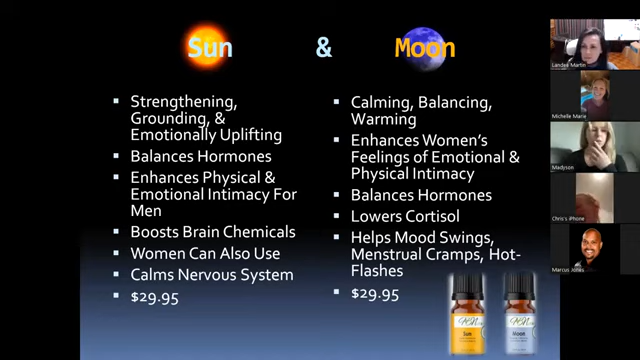 Sun & Moon
Strengthening,
Grounding, &
Emotionally Uplifting
Balances Hormones
Enhances Physical &
Emotional Intimacy For
Men
Boosts Brain Chemicals
Women Can Also Use
Calms Nervous System
$29.95
Calming, Balancing,
Warming
Enhances Women's
Feelings of Emotional &
Physical Intimacy
Balances Hormones
Lowers Cortisol
Helps Mood Swings,
Menstrual Cramps, Hot-
Flashes
$29.95
Sun
Moon
Landes Martin
Michelle Marie
Madyson
Chris's iPhone
Marcus Jones